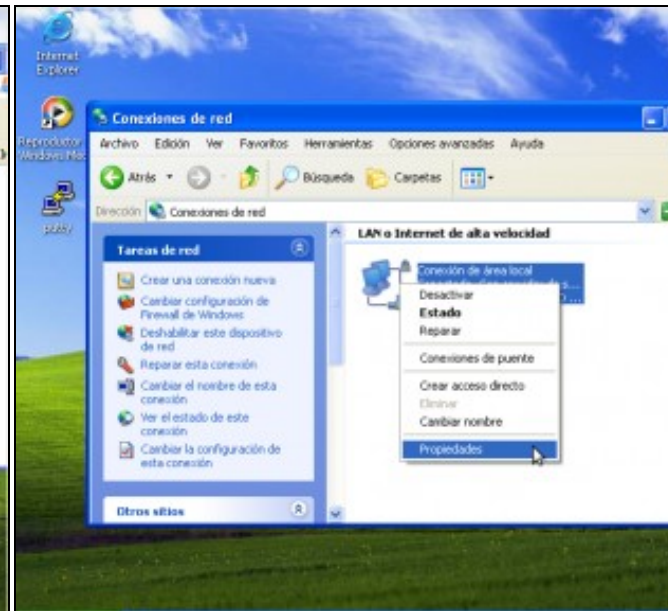 Internet
Explorer
Reproductor
Windows Med
putty
Conexiones de red
Archivo Edición Ver Favoritos Herramientas Opciones avanzadas Ayuda
Atrás Búsqueda Carpetas
Dirección Conexiones de red
Tareas de red
Crear una conexión nueva
Cambiar configuración de
Firewall de Windows
Deshabilitar este dispositivo
de red
Reparar esta conexión
Cambiar el nombre de esta
conexión
Ver el estado de este
conexión
Cambiar la configuración de
esta conexión
Otros sitios
LAN o Internet de alta velocidad
Conexión de área local
Desactivar
Estado
Reparar
Conexiones de puente
Crear acceso directo
Eliminar
Cambiar nombre
Propiedades